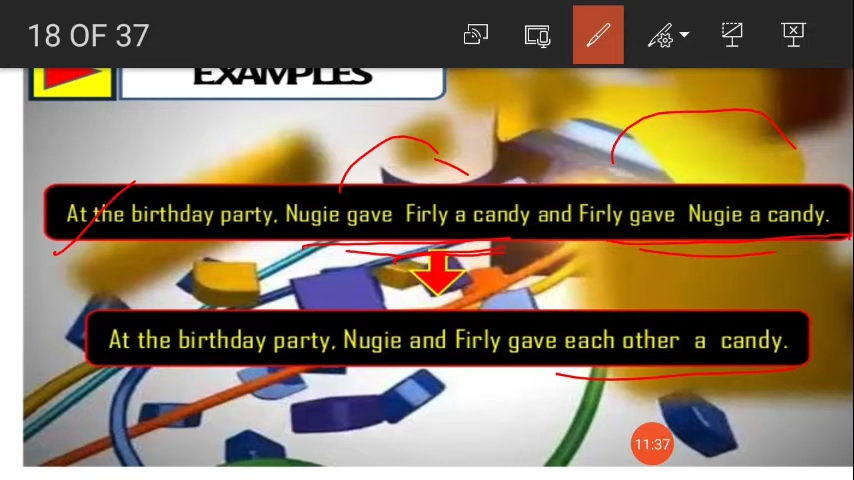 18 OF 37
EXAMPLES
At the birthday party, Nugie gave Firly a candy and Firly gave Nugie a candy.
At the birthday party, Nugie and Firly gave each other a candy.
11:37